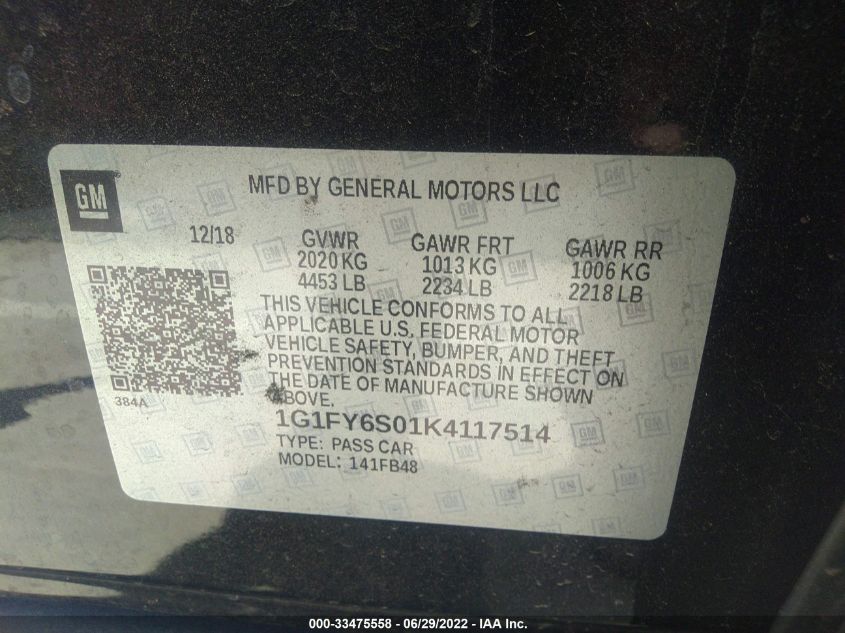 GM
MFD BY GENERAL MOTORS LLC
12/18
GVWR
2020 KG
4453 LB
GAWR FRT
1013 KG
2234 LB
GAWR RR
1006 KG
2218 LB
THIS VEHICLE CONFORMS TO ALL
APPLICABLE U.S. FEDERAL MOTOR
VEHICLE SAFETY, BUMPER, AND THEFT
PREVENTION STANDARDS IN EFFECT ON
THE DATE OF MANUFACTURE SHOWN
ABOVE.
384A
1G1FY6S01K4117514
TYPE: PASS CAR
MODEL: 141FB48
000-33475558 - 06/29/2022 - IAA Inc.